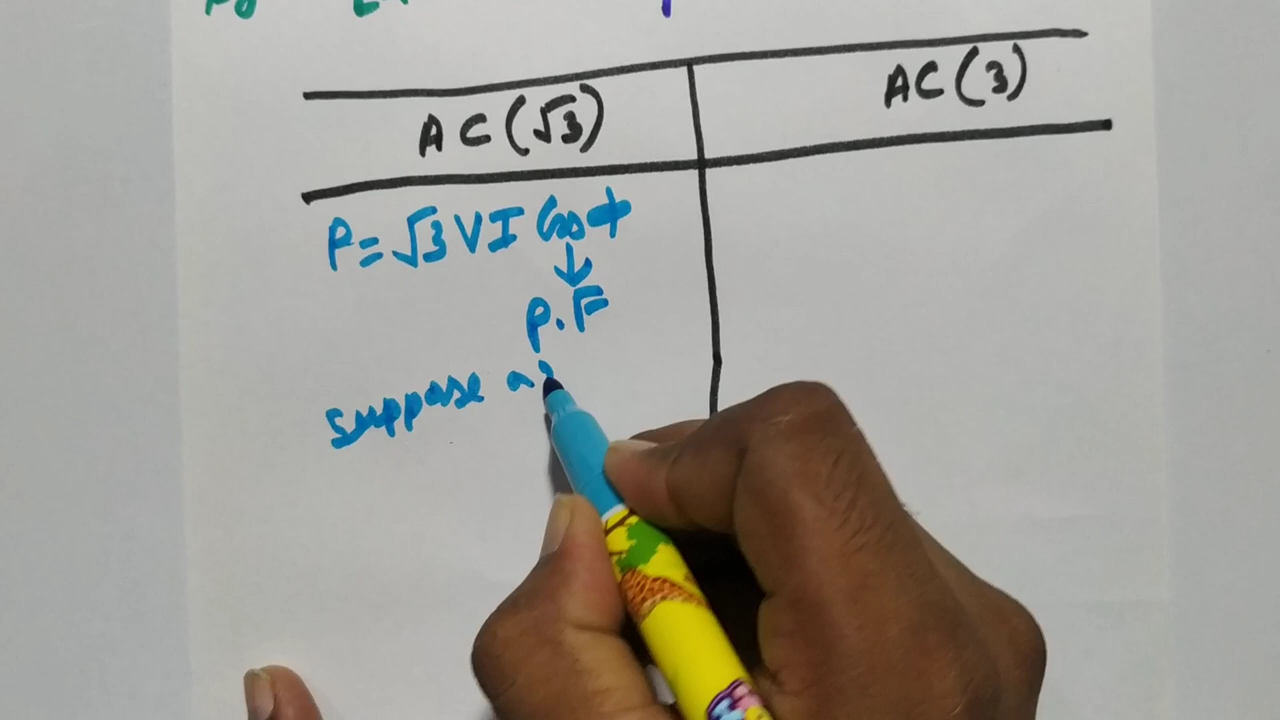 AC (√3)
AC (3)
P = √3 VI Cos ϕ
↓
P.F
suppose a